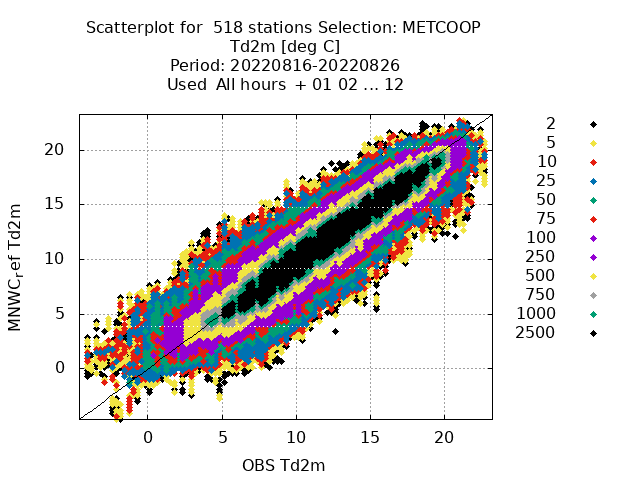 Scatterplot for 518 stations Selection: METCOOP
Td2m [deg C]
Period: 20220816-20220826
Used All hours + 01 02 ... 12
MNWC,ref Td2m
20
15
10
5
0
0 5 10 15 20
OBS Td2m
2
5
10
25
50
75
100
250
500
750
1000
2500